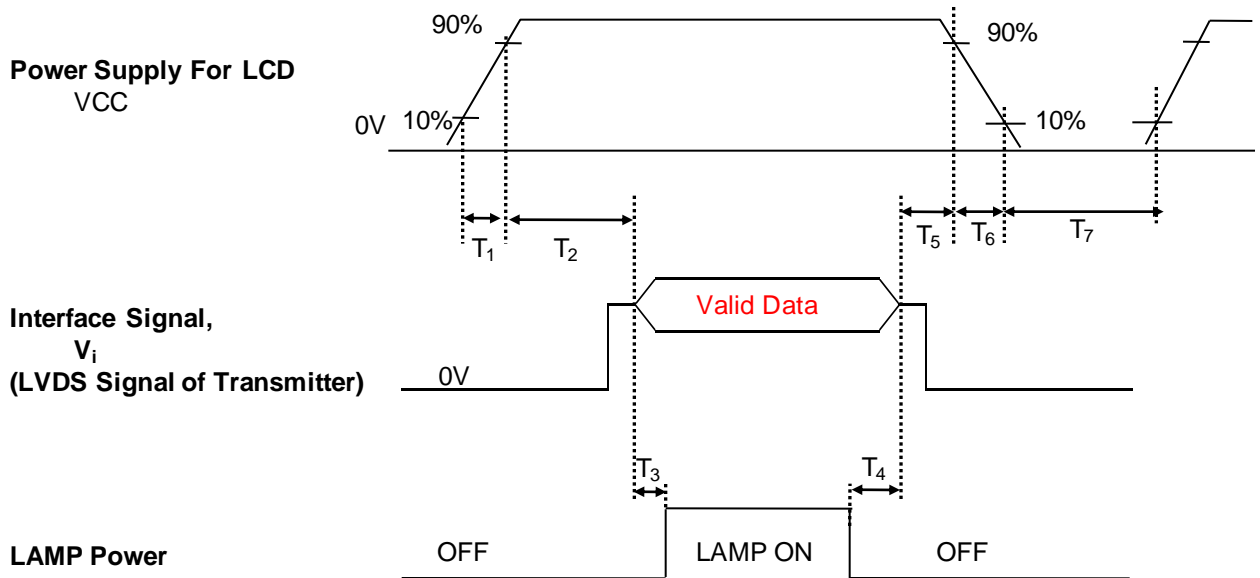 90%
90%
Power Supply For LCD
VCC
0V
10%
10%
T₁
T₂
T₅
T₆
T₇
Valid Data
Interface Signal,
Vᵢ
(LVDS Signal of Transmitter)
0V
T₃
T₄
LAMP Power
OFF
LAMP ON
OFF